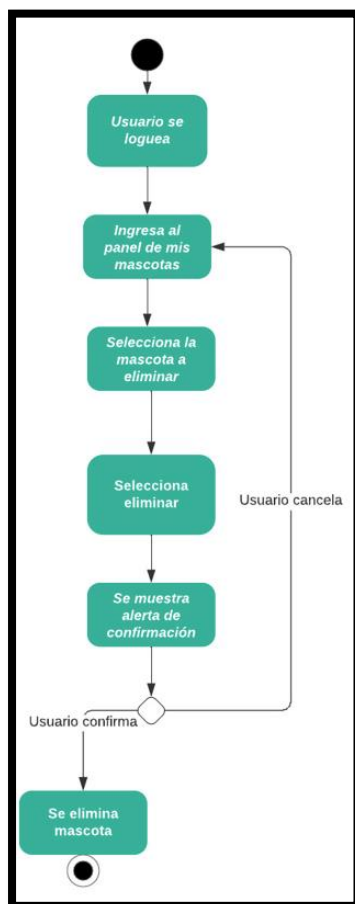 Usuario se
loguea
Ingresa al
panel de mis
mascotas
Selecciona la
mascota a
eliminar
Selecciona
eliminar
Usuario cancela
Se muestra
alerta de
confirmación
Usuario confirma
Se elimina
mascota